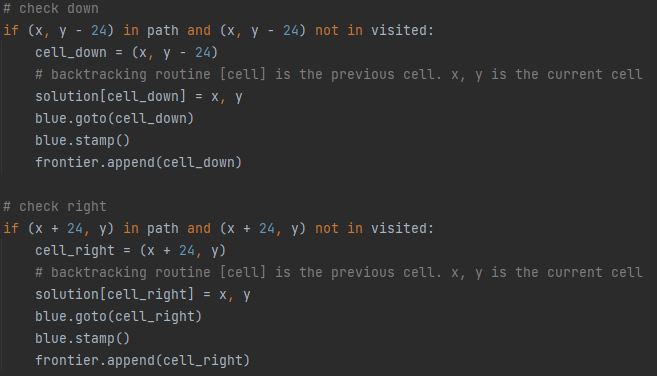 # check down
if (x, y - 24) in path and (x, y - 24) not in visited:
    cell_down = (x, y - 24)
    # backtracking routine [cell] is the previous cell. x, y is the current cell
    solution[cell_down] = x, y
    blue.goto(cell_down)
    blue.stamp()
    frontier.append(cell_down)

# check right
if (x + 24, y) in path and (x + 24, y) not in visited:
    cell_right = (x + 24, y)
    # backtracking routine [cell] is the previous cell. x, y is the current cell
    solution[cell_right] = x, y
    blue.goto(cell_right)
    blue.stamp()
    frontier.append(cell_right)